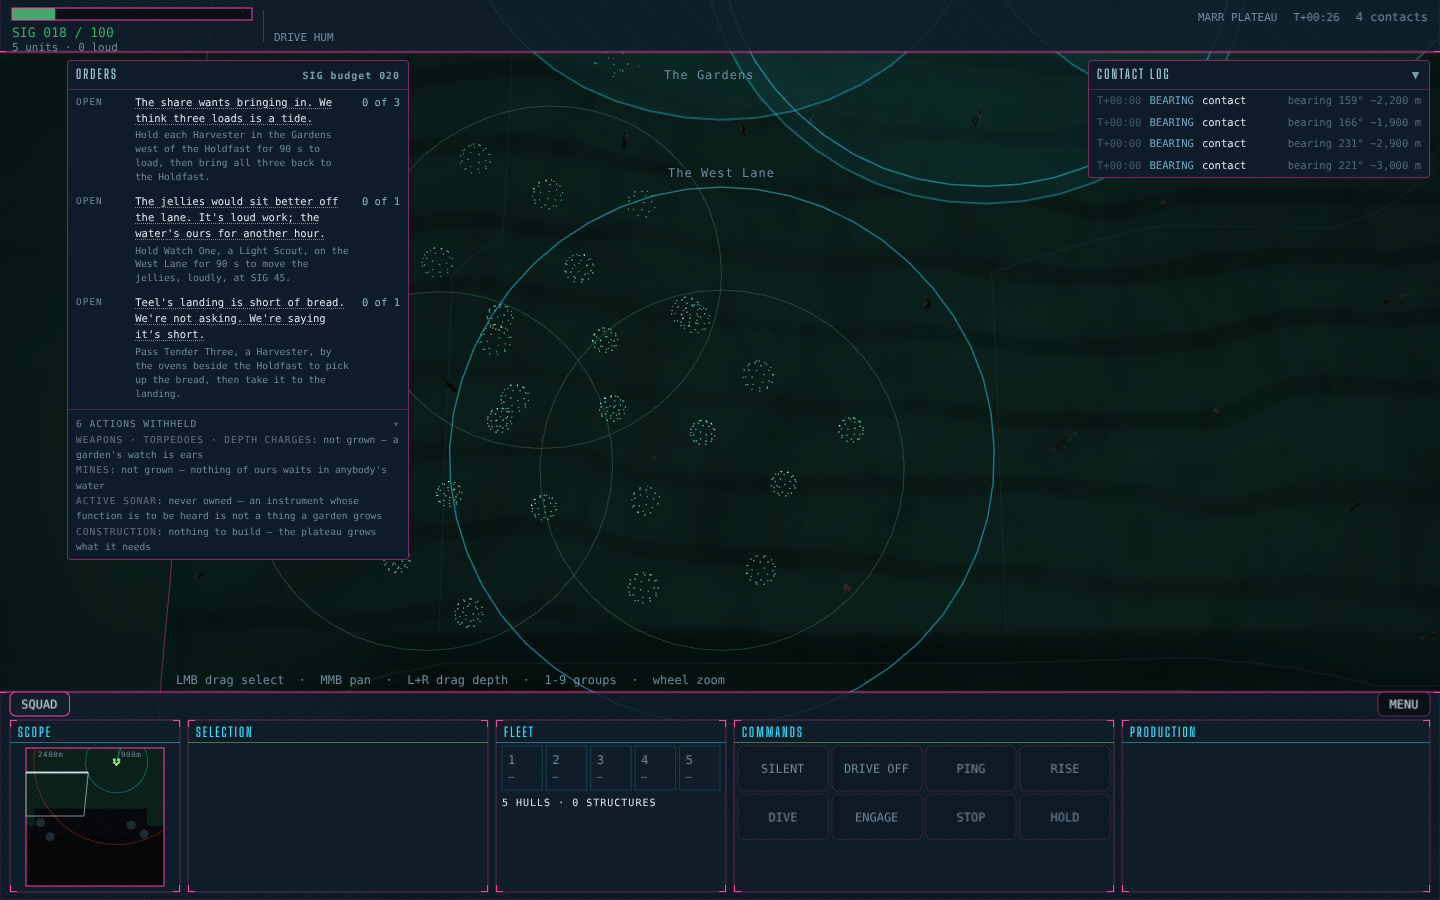 SIG 018 / 100
5 units · 0 loud
DRIVE HUM
MARR PLATEAU T+00:26 4 contacts
ORDERS SIG budget 020
OPEN The share wants bringing in. We 0 of 3
think three loads is a tide.
Hold each Harvester in the Gardens
west of the Holdfast for 90 s to
load, then bring all three back to
the Holdfast.
OPEN The jellies would sit better off 0 of 1
the lane. It's loud work; the
water's ours for another hour.
Hold Watch One, a Light Scout, on the
West Lane for 90 s to move the
jellies, loudly, at SIG 45.
OPEN Teel's landing is short of bread. 0 of 1
We're not asking. We're saying
it's short.
Pass Tender Three, a Harvester, by
the ovens beside the Holdfast to pick
up the bread, then take it to the
landing.
6 ACTIONS WITHHELD ▾
WEAPONS · TORPEDOES · DEPTH CHARGES: not grown — a
garden's watch is ears
MINES: not grown — nothing of ours waits in anybody's
water
ACTIVE SONAR: never owned — an instrument whose
function is to be heard is not a thing a garden grows
CONSTRUCTION: nothing to build — the plateau grows
what it needs
The Gardens
The West Lane
CONTACT LOG ▼
T+00:00 BEARING contact bearing 159° ~2,200 m
T+00:00 BEARING contact bearing 166° ~1,900 m
T+00:00 BEARING contact bearing 231° ~2,900 m
T+00:00 BEARING contact bearing 221° ~3,000 m
LMB drag select · MMB pan · L+R drag depth · 1-9 groups · wheel zoom
SQUAD
MENU
SCOPE
2400m 900m
SELECTION
FLEET
1 2 3 4 5
— — — — —
5 HULLS · 0 STRUCTURES
COMMANDS
SILENT DRIVE OFF PING RISE
DIVE ENGAGE STOP HOLD
PRODUCTION